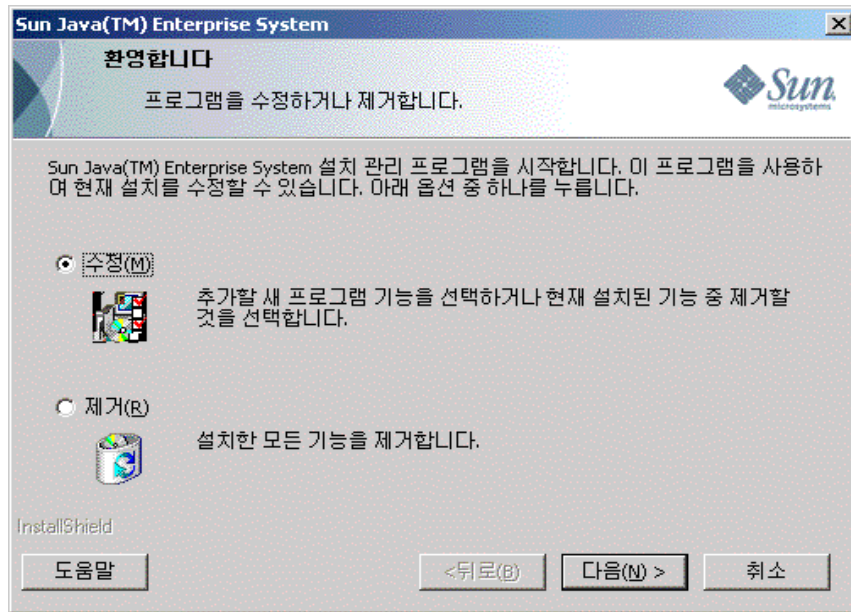 Sun Java(TM) Enterprise System
환영합니다
프로그램을 수정하거나 제거합니다.
Sun
microsystems
Sun Java(TM) Enterprise System 설치 관리 프로그램을 시작합니다. 이 프로그램을 사용하
여 현재 설치를 수정할 수 있습니다. 아래 옵션 중 하나를 누릅니다.
수정(M)
추가할 새 프로그램 기능을 선택하거나 현재 설치된 기능 중 제거할
것을 선택합니다.
제거(R)
설치한 모든 기능을 제거합니다.
InstallShield
도움말
<뒤로(B)
다음(N) >
취소